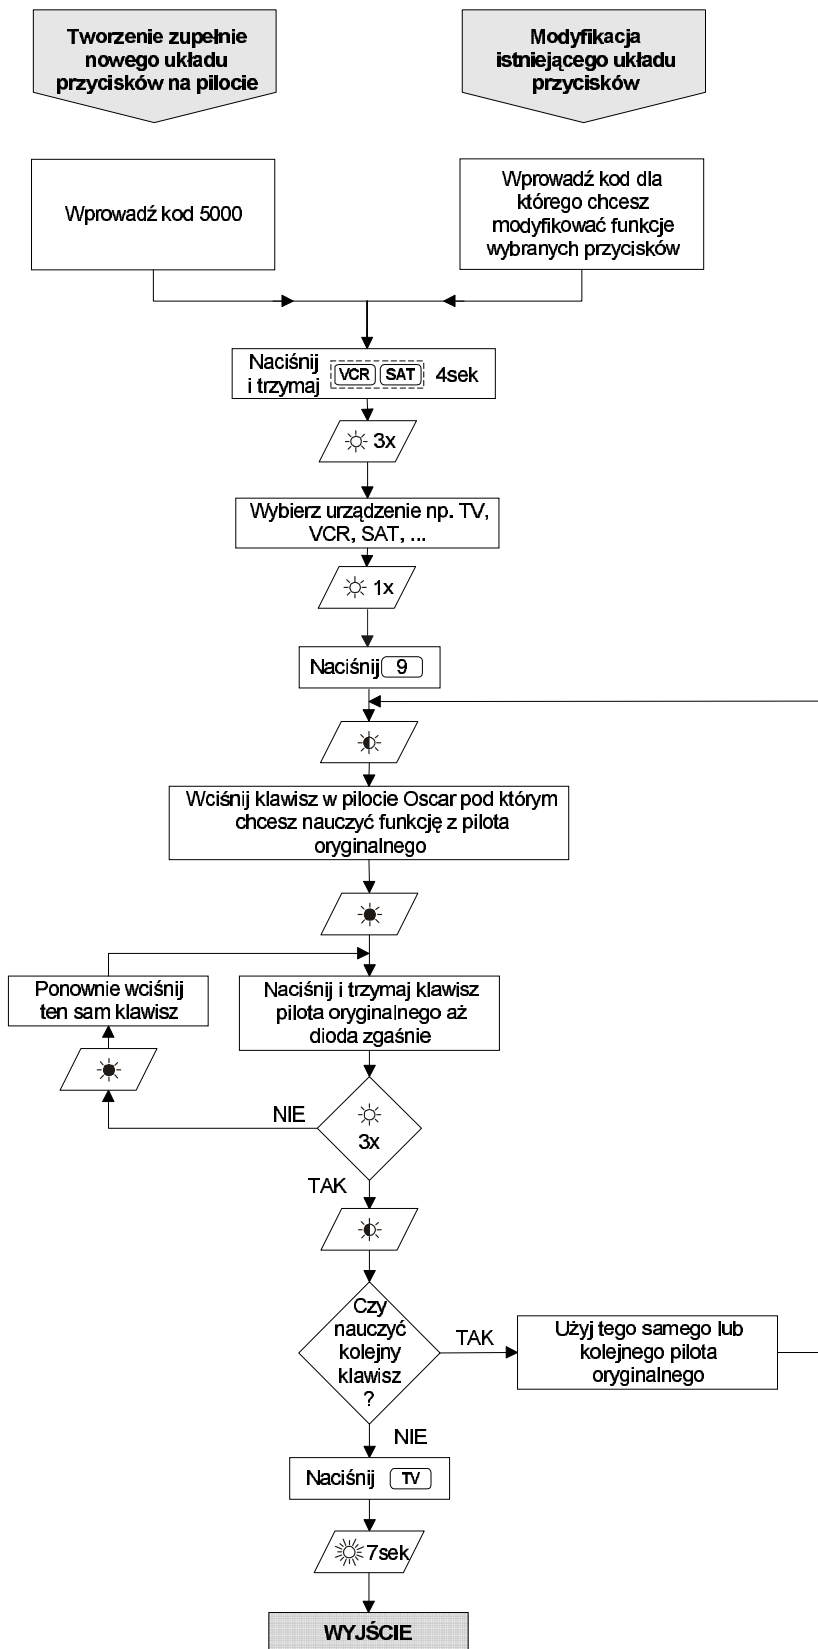 Tworzenie zupełnie
nowego układu
przycisków na pilocie
Modyfikacja
istniejącego układu
przycisków
Wprowadź kod 5000
Wprowadź kod dla
którego chcesz
modyfikować funkcje
wybranych przycisków
Naciśnij
i trzymaj
VCR SAT 4sek
3x
Wybierz urządzenie np. TV,
VCR, SAT, ...
1x
Naciśnij 9
Wciśnij klawisz w pilocie Oscar pod którym
chcesz nauczyć funkcję z pilota
oryginalnego
Ponownie wciśnij
ten sam klawisz
Naciśnij i trzymaj klawisz
pilota oryginalnego aż
dioda zgaśnie
NIE
3x
TAK
Czy
nauczyć
kolejny
klawisz
?
TAK
Użyj tego samego lub
kolejnego pilota
oryginalnego
NIE
Naciśnij TV
7sek
WYJŚCIE